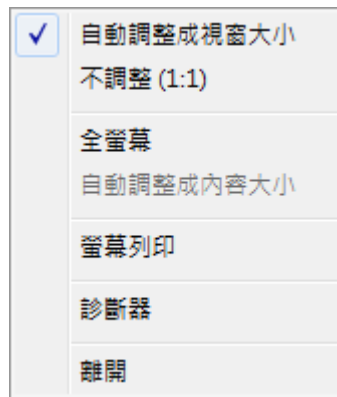 自動調整成視窗大小
不調整 (1:1)
全螢幕
自動調整成內容大小
螢幕列印
診斷器
離開